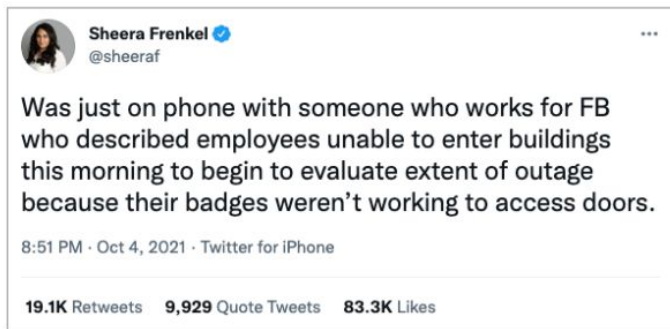 Sheera Frenkel
@sheeraf
Was just on phone with someone who works for FB
who described employees unable to enter buildings
this morning to begin to evaluate extent of outage
because their badges weren’t working to access doors.
8:51 PM · Oct 4, 2021 · Twitter for iPhone
19.1K Retweets 9,929 Quote Tweets 83.3K Likes